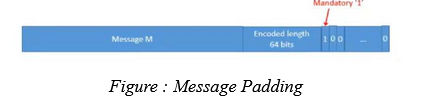 Mandatory '1'
Message M
Encoded length
64 bits
1 0 0 ... 0
Figure : Message Padding